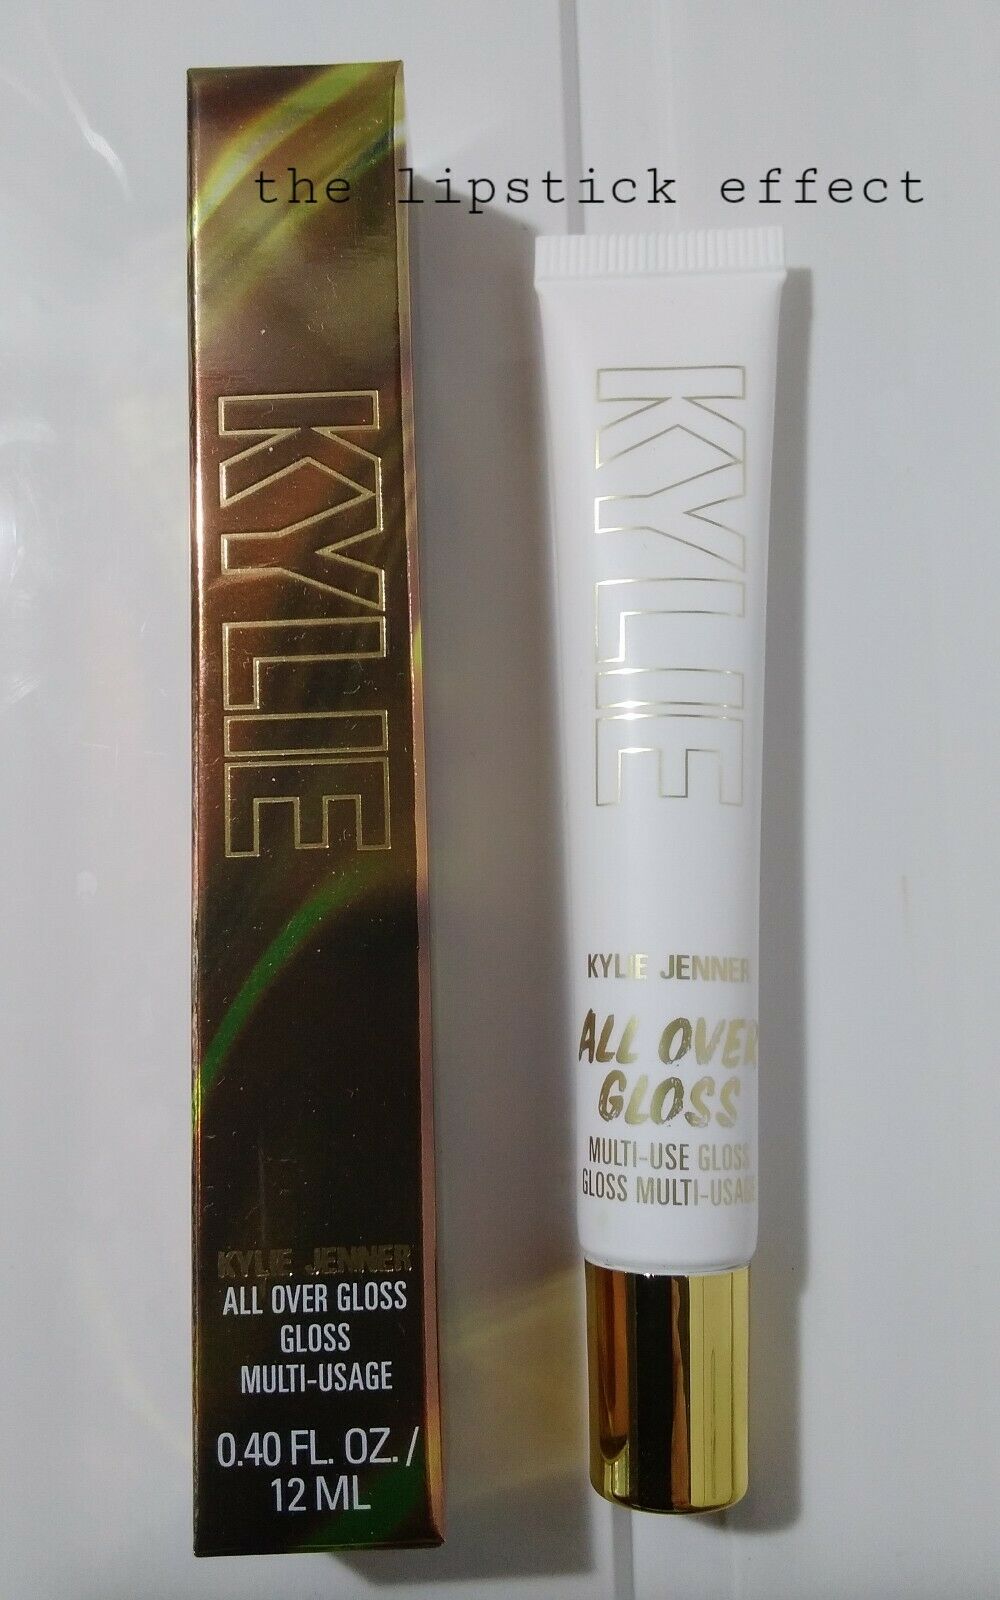 the lipstick effect
KYLIE
KYLIE JENNER
ALL OVER GLOSS
GLOSS
MULTI-USAGE
0.40 FL. OZ. /
12 ML
KYLIE
KYLIE JENNER
ALL OVER
GLOSS
MULTI-USE GLOSS
GLOSS MULTI-USAGE